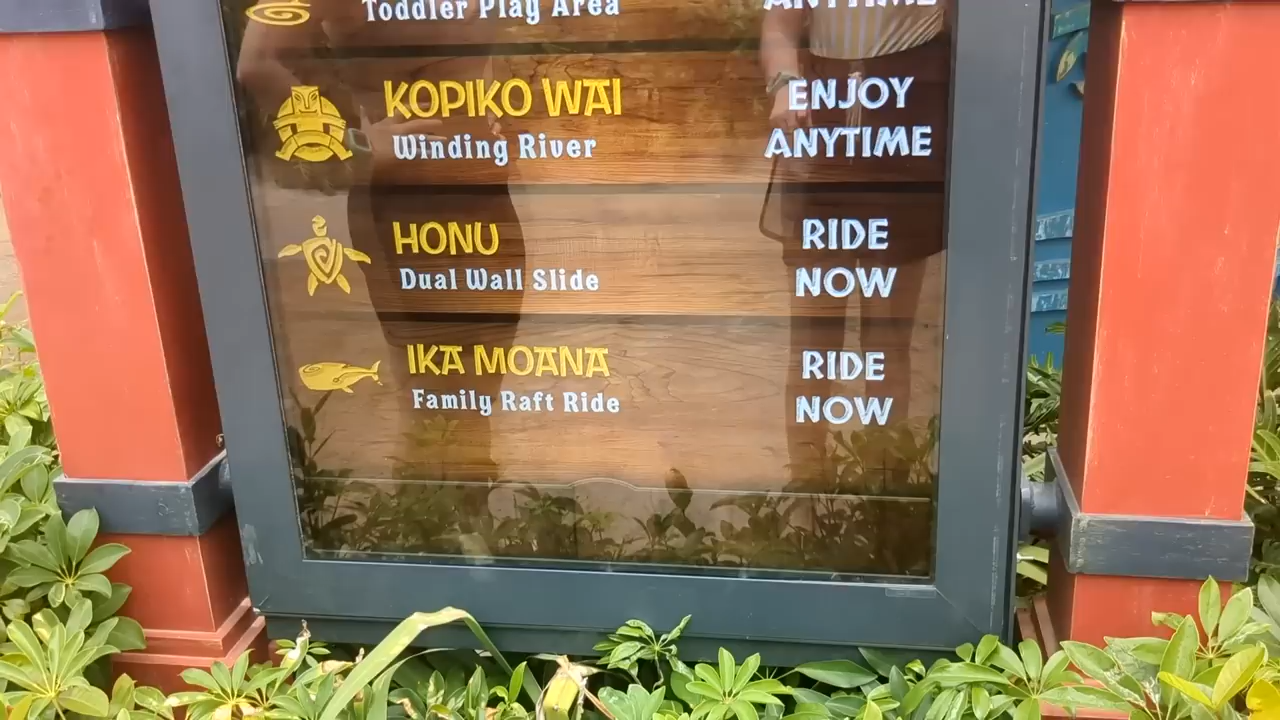 Toddler Play Area
ANYTIME
KOPIKO WAI
Winding River
ENJOY
ANYTIME
HONU
Dual Wall Slide
RIDE
NOW
IKA MOANA
Family Raft Ride
RIDE
NOW